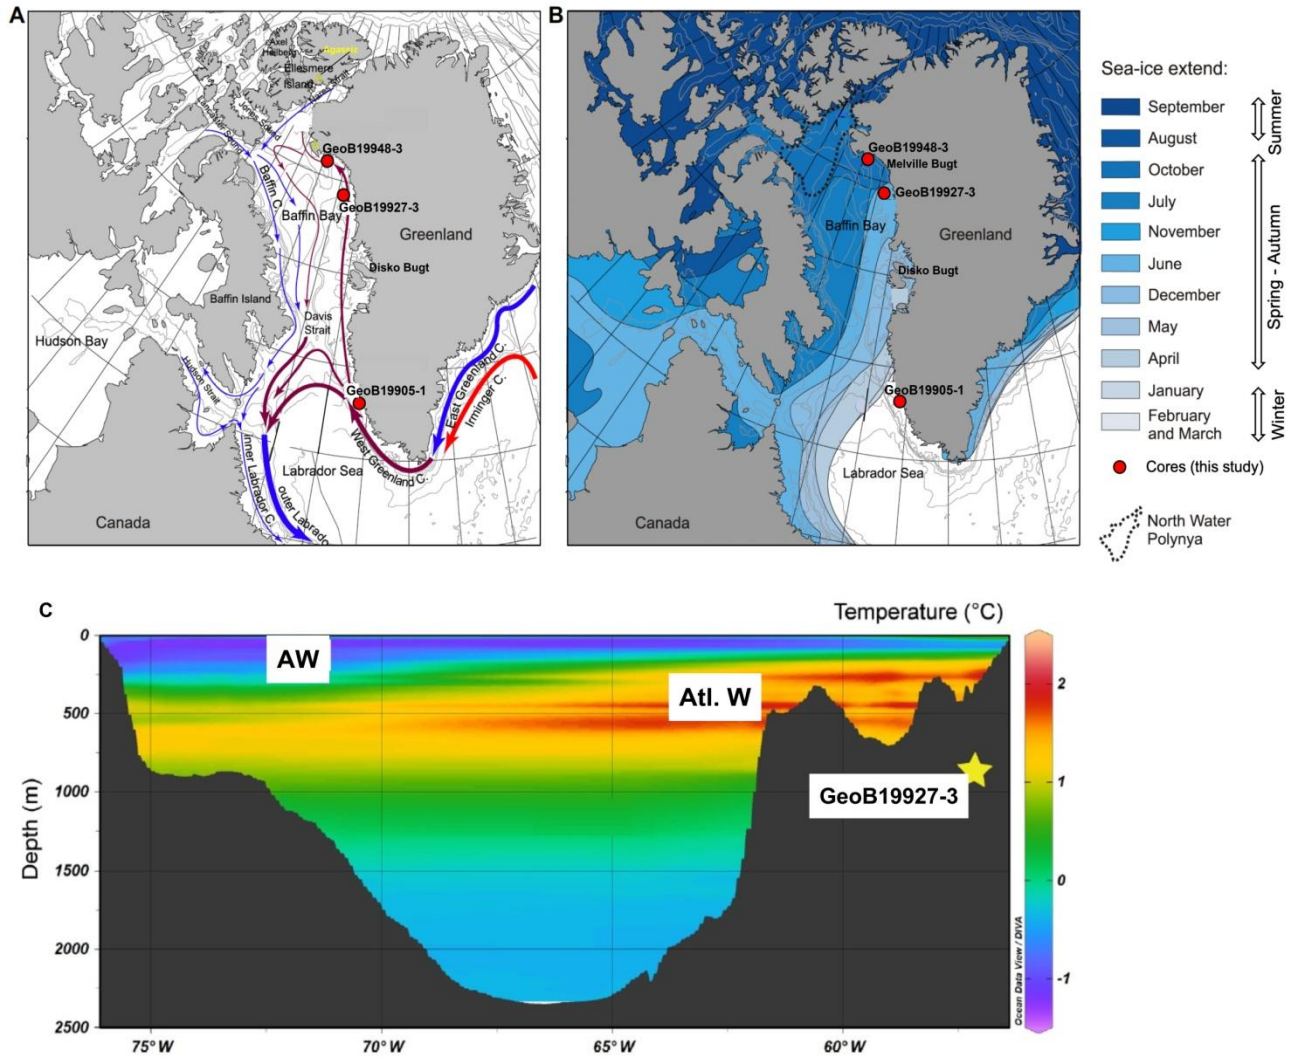 A
Axel
Heiberg
Agassiz
Ellesmere
Island
Nares Strait
Jones Sound
Lancaster Sound
GeoB19948-3
Baffin C.
GeoB19927-3
Baffin Bay
Greenland
Disko Bugt
Baffin Island
Davis
Strait
Hudson Bay
Hudson Strait
GeoB19905-1
East Greenland C.
Irminger C.
West Greenland C.
Labrador Sea
inner Labrador C.
outer Labrado
Canada
B
GeoB19948-3
Melville Bugt
GeoB19927-3
Baffin Bay
Greenland
Disko Bugt
GeoB19905-1
Labrador Sea
Sea-ice extend:
September
August
October
July
November
June
December
May
April
January
February
and March
Summer
Spring - Autumn
Winter
Cores (this study)
North Water
Polynya
C
Temperature (°C)
AW
Atl. W
GeoB19927-3
Depth (m)
0
500
1000
1500
2000
2500
75°W
70°W
65°W
60°W
2
1
0
-1
Ocean Data View / DIVA